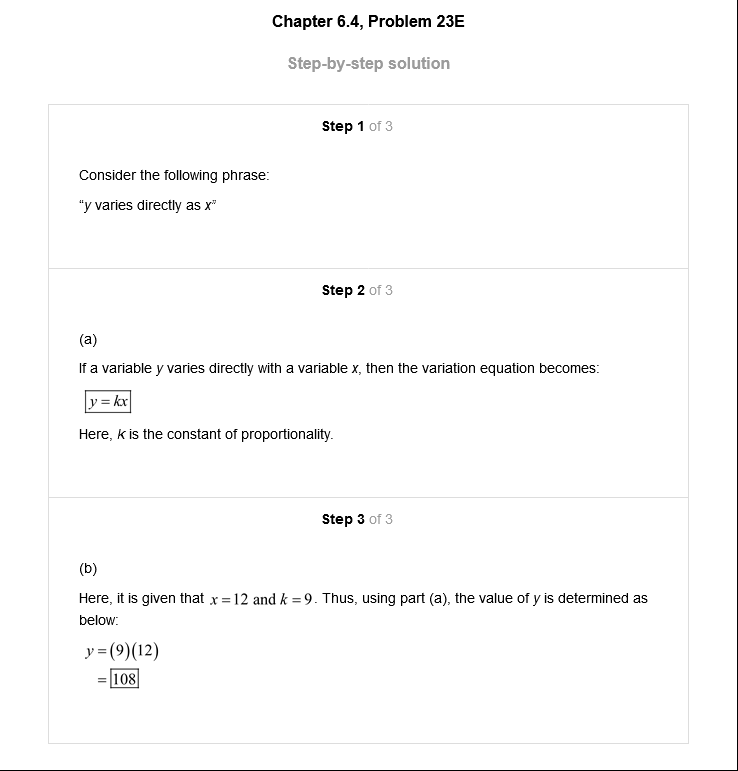 Chapter 6.4, Problem 23E
Step-by-step solution
Step 1 of 3
Consider the following phrase:
“y varies directly as x”
Step 2 of 3
(a)
If a variable y varies directly with a variable x, then the variation equation becomes:
y = kx
Here, k is the constant of proportionality.
Step 3 of 3
(b)
Here, it is given that x = 12 and k = 9. Thus, using part (a), the value of y is determined as
below:
y = (9)(12)
= 108